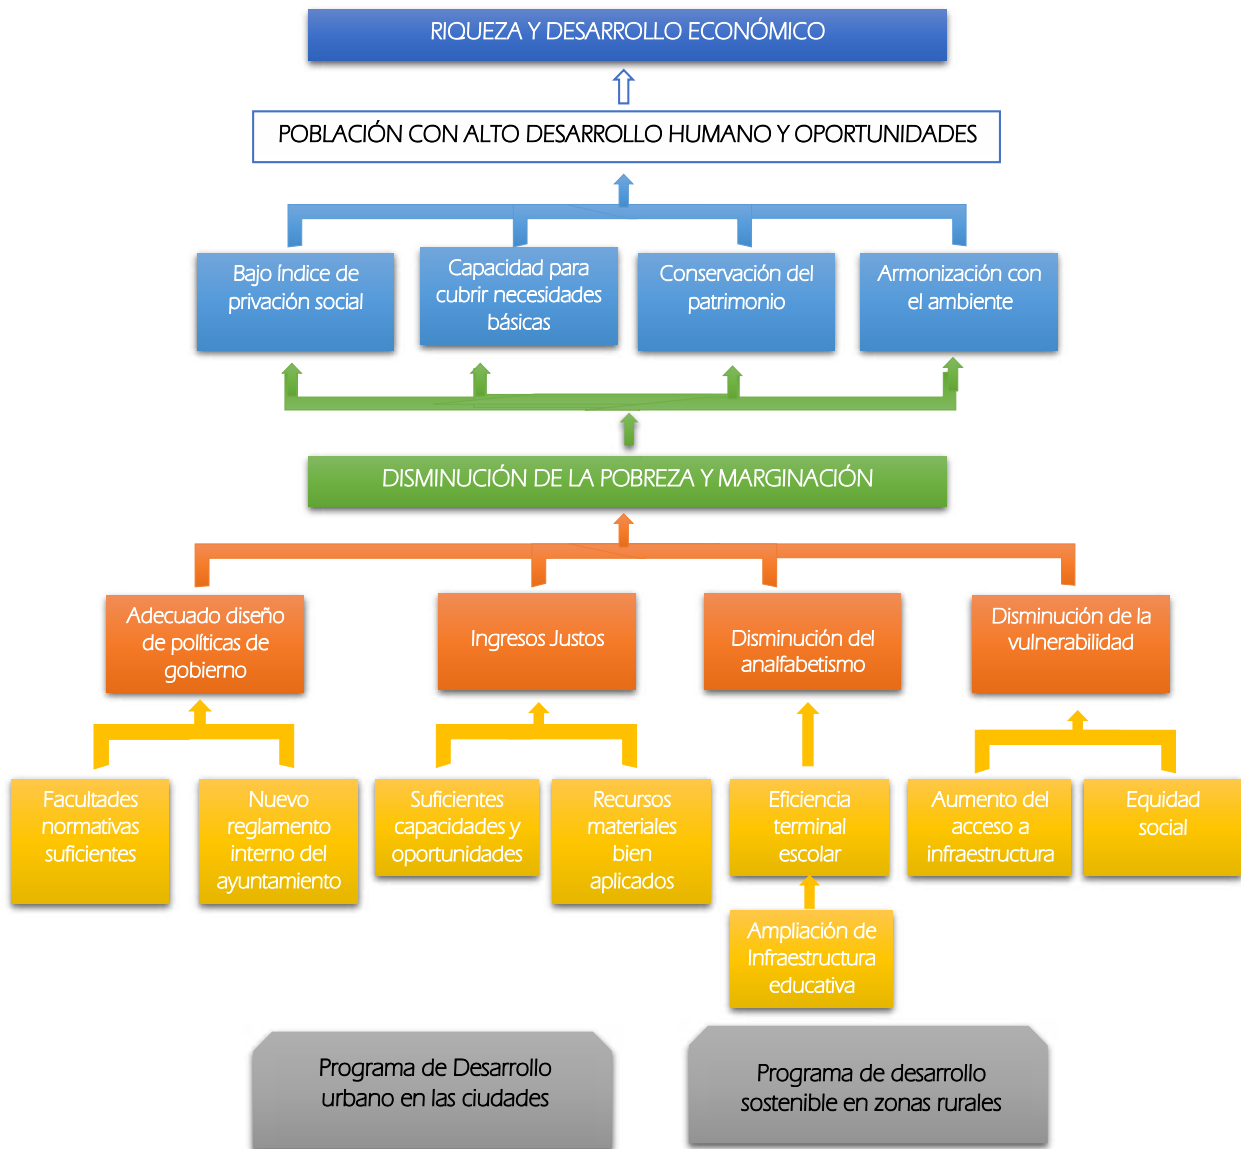 RIQUEZA Y DESARROLLO ECONÓMICO
POBLACIÓN CON ALTO DESARROLLO HUMANO Y OPORTUNIDADES
Bajo índice de
privación social
Capacidad para
cubrir necesidades
básicas
Conservación del
patrimonio
Armonización con
el ambiente
DISMINUCIÓN DE LA POBREZA Y MARGINACIÓN
Adecuado diseño
de políticas de
gobierno
Ingresos Justos
Disminución del
analfabetismo
Disminución de la
vulnerabilidad
Facultades
normativas
suficientes
Nuevo
reglamento
interno del
ayuntamiento
Suficientes
capacidades y
oportunidades
Recursos
materiales
bien
aplicados
Eficiencia
terminal
escolar
Aumento del
acceso a
infraestructura
Equidad
social
Ampliación de
Infraestructura
educativa
Programa de Desarrollo
urbano en las ciudades
Programa de desarrollo
sostenible en zonas rurales